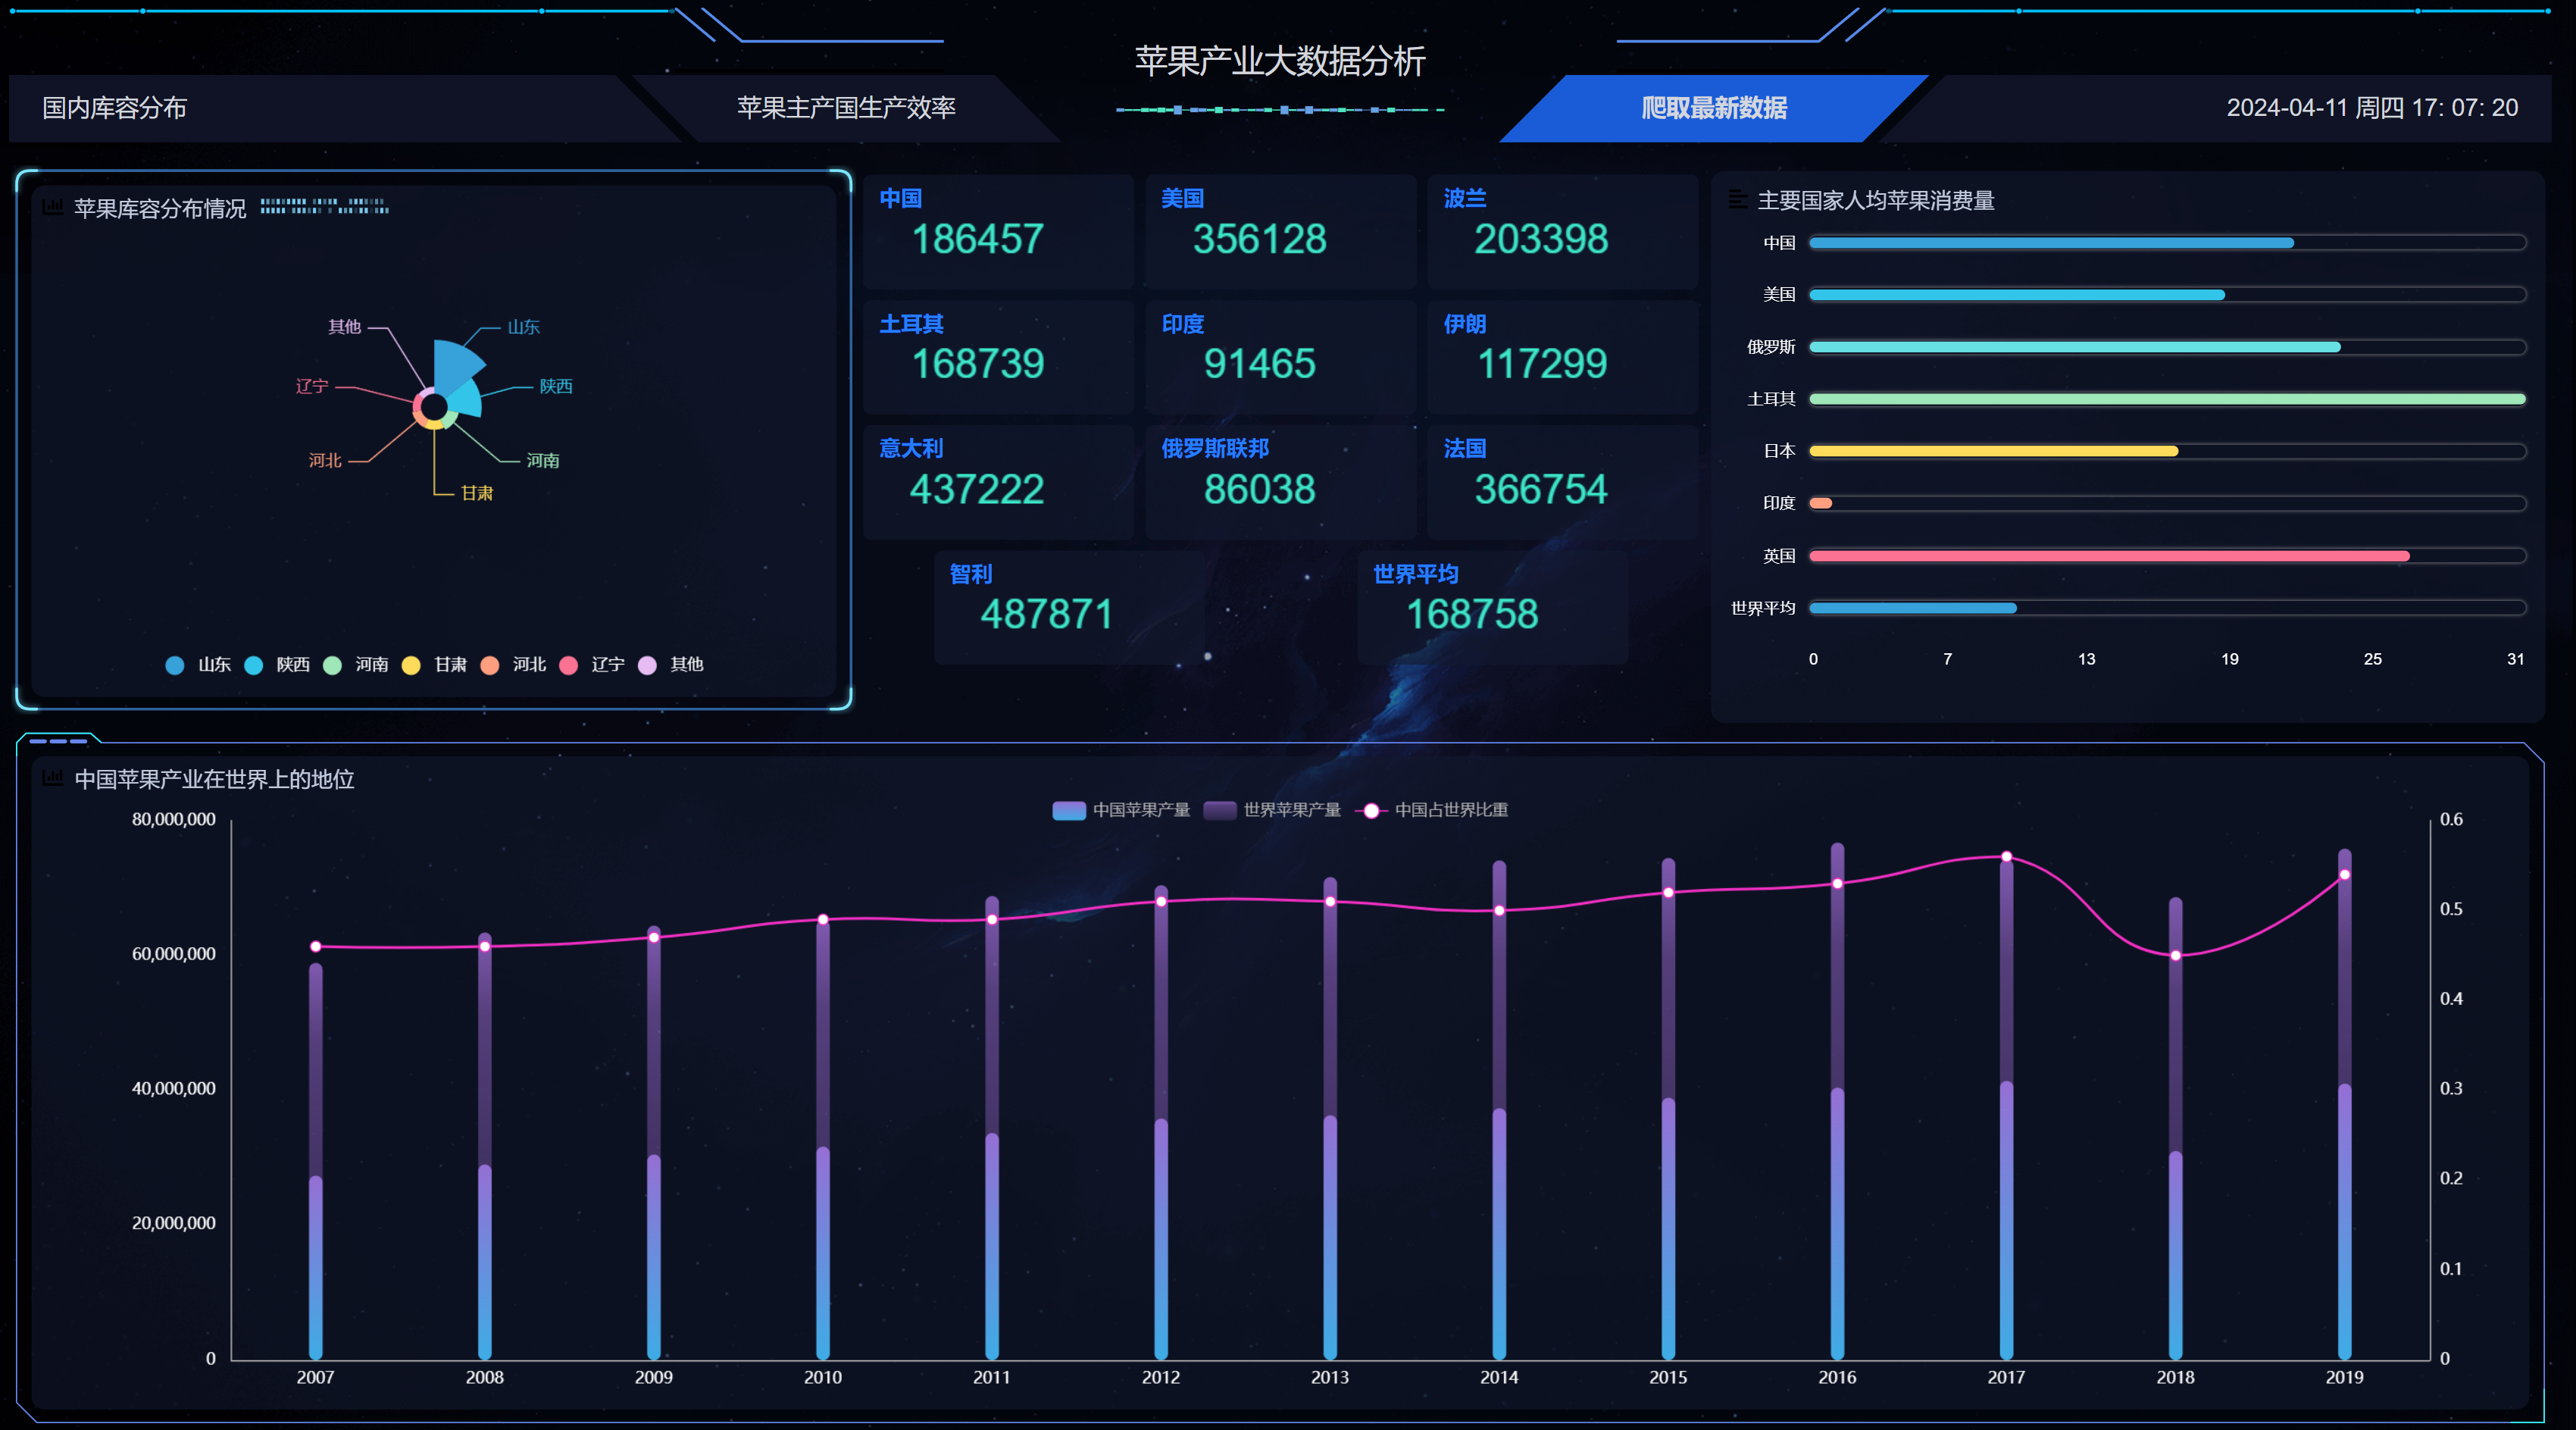 苹果产业大数据分析
国内库容分布
苹果主产国生产效率
爬取最新数据
2024-04-11 周四 17: 07: 20
苹果库容分布情况
其他
山东
辽宁
陕西
河北
河南
甘肃
山东 陕西 河南 甘肃 河北 辽宁 其他
中国
186457
美国
356128
波兰
203398
土耳其
168739
印度
91465
伊朗
117299
意大利
437222
俄罗斯联邦
86038
法国
366754
智利
487871
世界平均
168758
主要国家人均苹果消费量
中国
美国
俄罗斯
土耳其
日本
印度
英国
世界平均
0 7 13 19 25 31
中国苹果产业在世界上的地位
中国苹果产量 世界苹果产量 中国占世界比重
80,000,000
60,000,000
40,000,000
20,000,000
0
0.6
0.5
0.4
0.3
0.2
0.1
0
2007 2008 2009 2010 2011 2012 2013 2014 2015 2016 2017 2018 2019